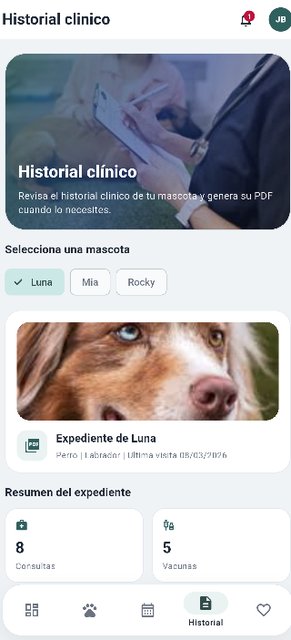 Historial clinico
1
JB
Historial clínico
Revisa el historial clinico de tu mascota y genera su PDF
cuando lo necesites.
Selecciona una mascota
Luna
Mia
Rocky
PDF
Expediente de Luna
Perro | Labrador | Ultima visita 08/03/2026
Resumen del expediente
8
5
Consultas
Vacunas
Historial